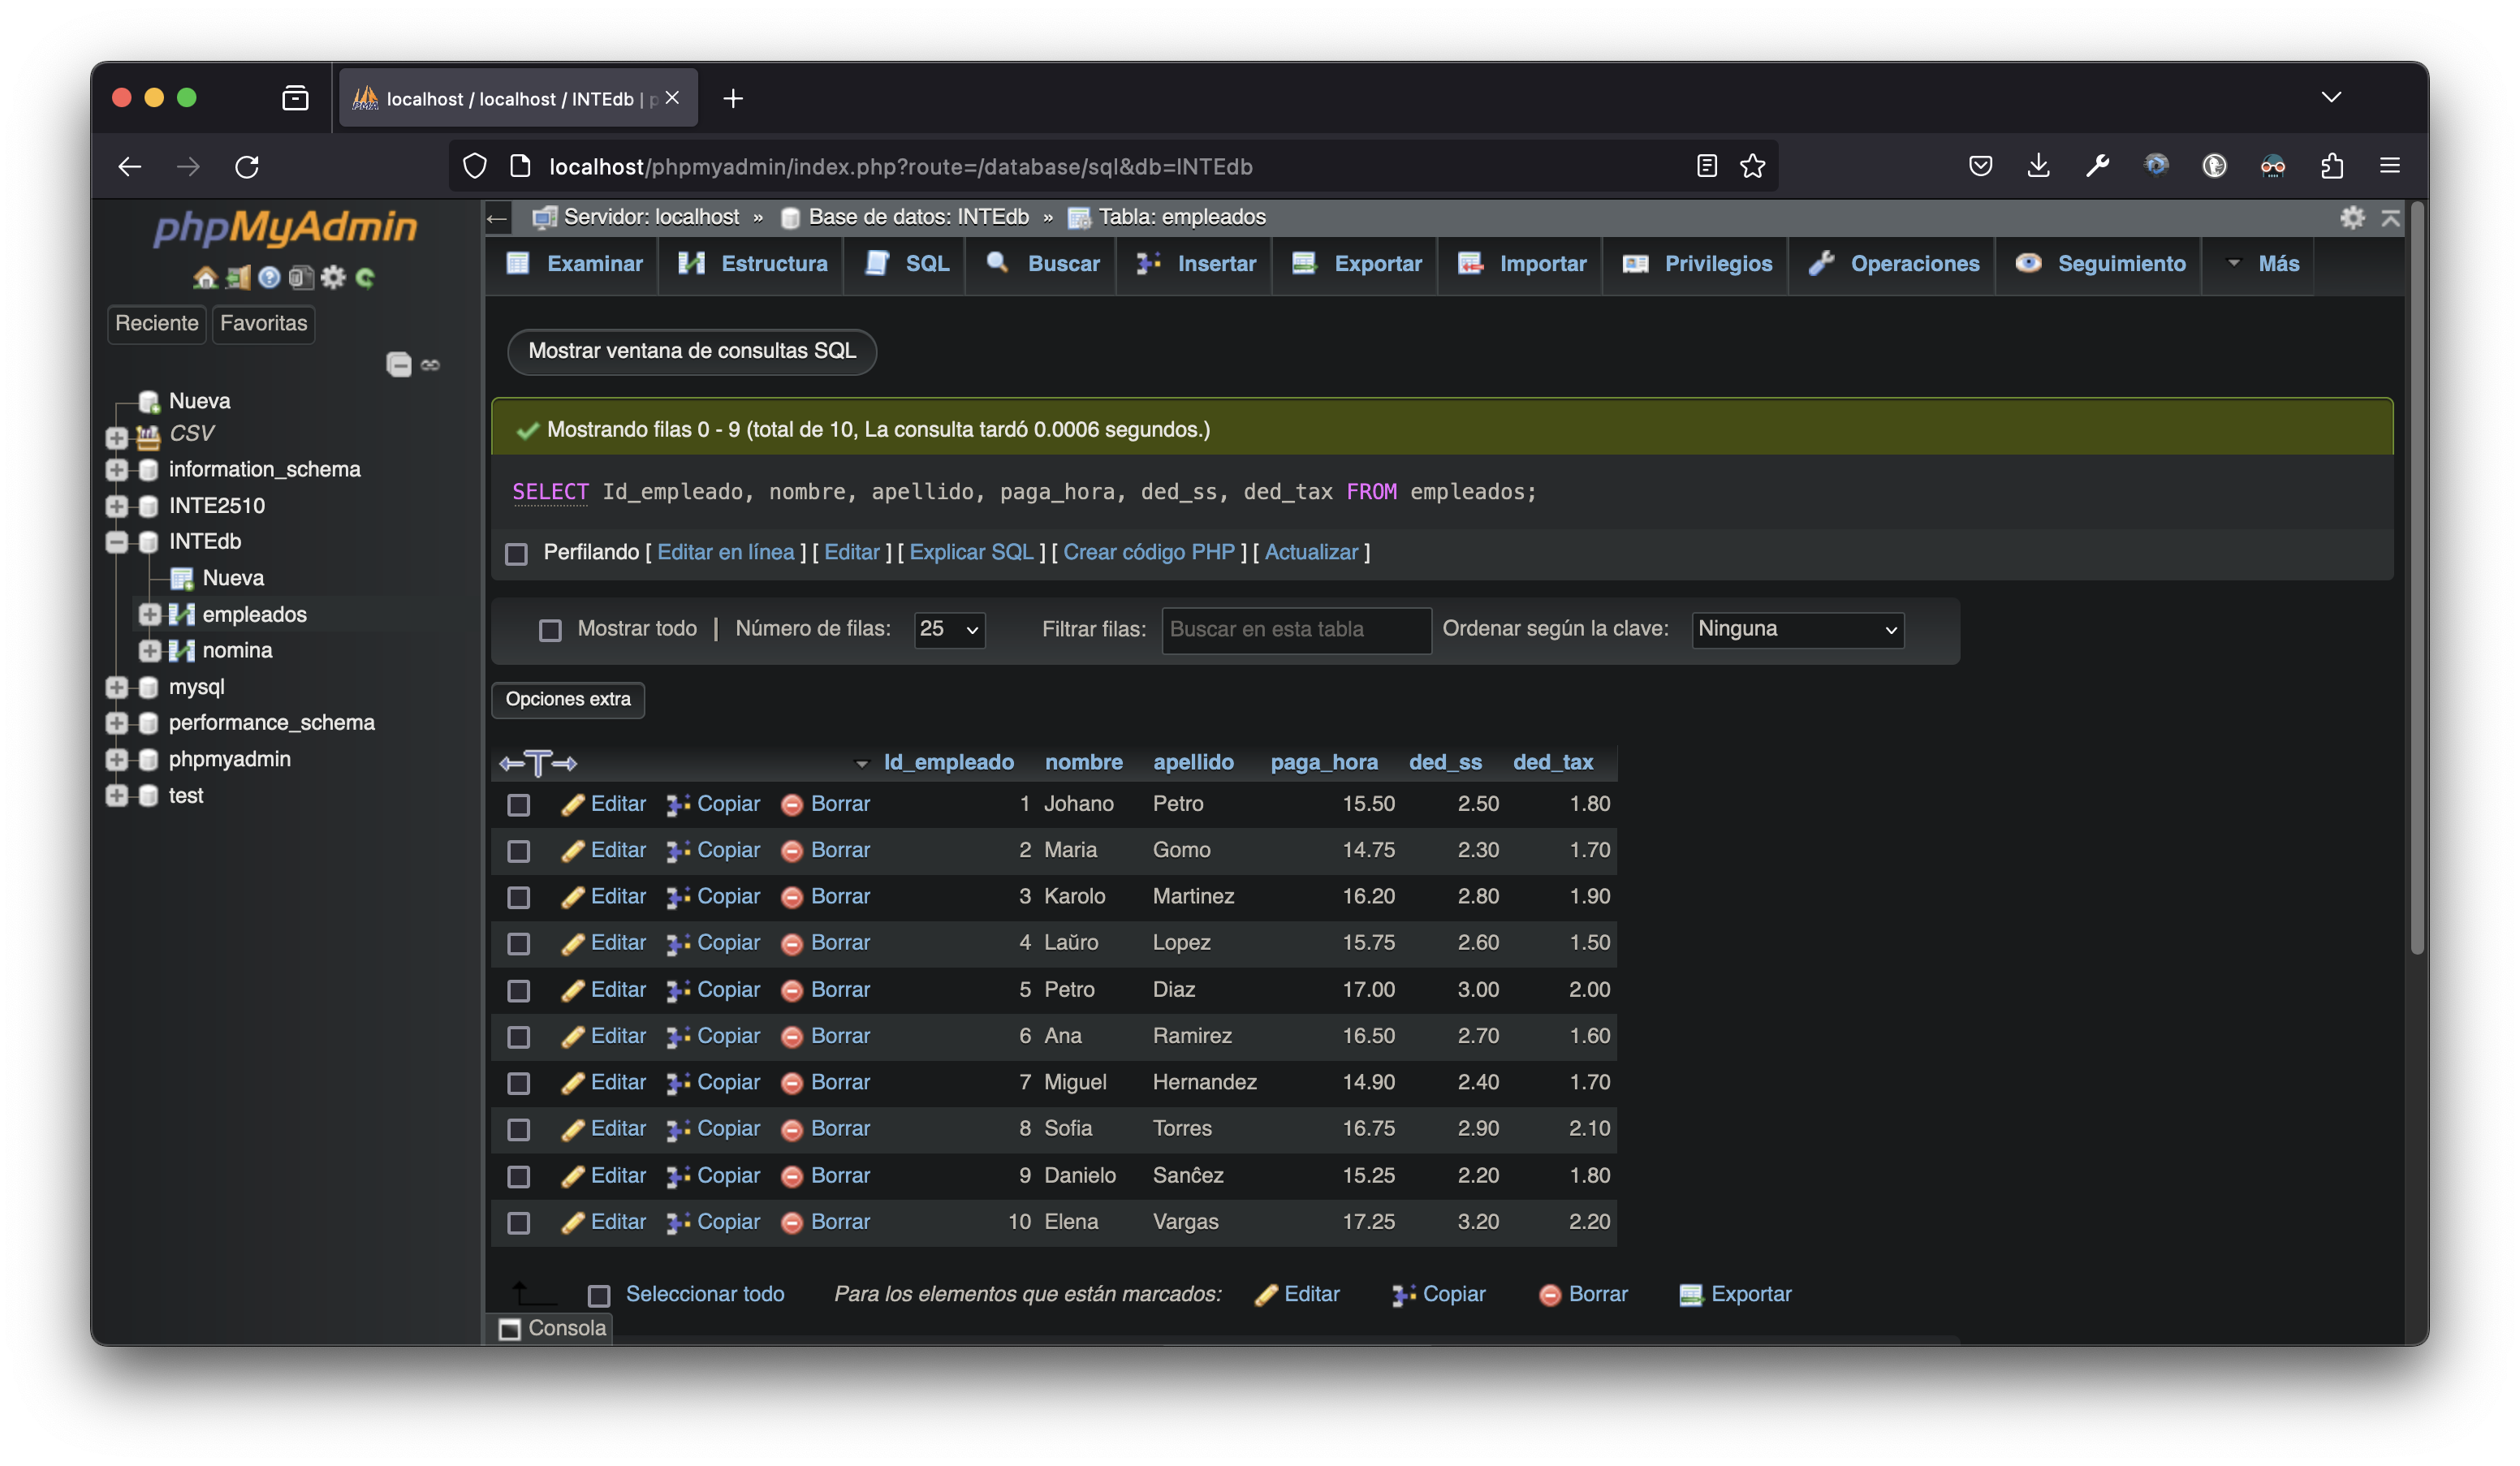 localhost / localhost / INTEdb | p
localhost/phpmyadmin/index.php?route=/database/sql&db=INTEdb
phpMyAdmin
Reciente Favoritas
Nueva
CSV
information_schema
INTE2510
INTEdb
Nueva
empleados
nomina
mysql
performance_schema
phpmyadmin
test
Servidor: localhost » Base de datos: INTEdb » Tabla: empleados
Examinar Estructura SQL Buscar Insertar Exportar Importar Privilegios Operaciones Seguimiento Más
Mostrar ventana de consultas SQL
Mostrando filas 0 - 9 (total de 10, La consulta tardó 0.0006 segundos.)
SELECT Id_empleado, nombre, apellido, paga_hora, ded_ss, ded_tax FROM empleados;
Perfilando [ Editar en línea ] [ Editar ] [ Explicar SQL ] [ Crear código PHP ] [ Actualizar ]
Mostrar todo | Número de filas: 25 Filtrar filas: Buscar en esta tabla Ordenar según la clave: Ninguna
Opciones extra
←T→ Id_empleado nombre apellido paga_hora ded_ss ded_tax
Editar Copiar Borrar 1 Johano Petro 15.50 2.50 1.80
Editar Copiar Borrar 2 Maria Gomo 14.75 2.30 1.70
Editar Copiar Borrar 3 Karolo Martinez 16.20 2.80 1.90
Editar Copiar Borrar 4 Laŭro Lopez 15.75 2.60 1.50
Editar Copiar Borrar 5 Petro Diaz 17.00 3.00 2.00
Editar Copiar Borrar 6 Ana Ramirez 16.50 2.70 1.60
Editar Copiar Borrar 7 Miguel Hernandez 14.90 2.40 1.70
Editar Copiar Borrar 8 Sofia Torres 16.75 2.90 2.10
Editar Copiar Borrar 9 Danielo Sanĉez 15.25 2.20 1.80
Editar Copiar Borrar 10 Elena Vargas 17.25 3.20 2.20
Seleccionar todo Para los elementos que están marcados: Editar Copiar Borrar Exportar
Consola